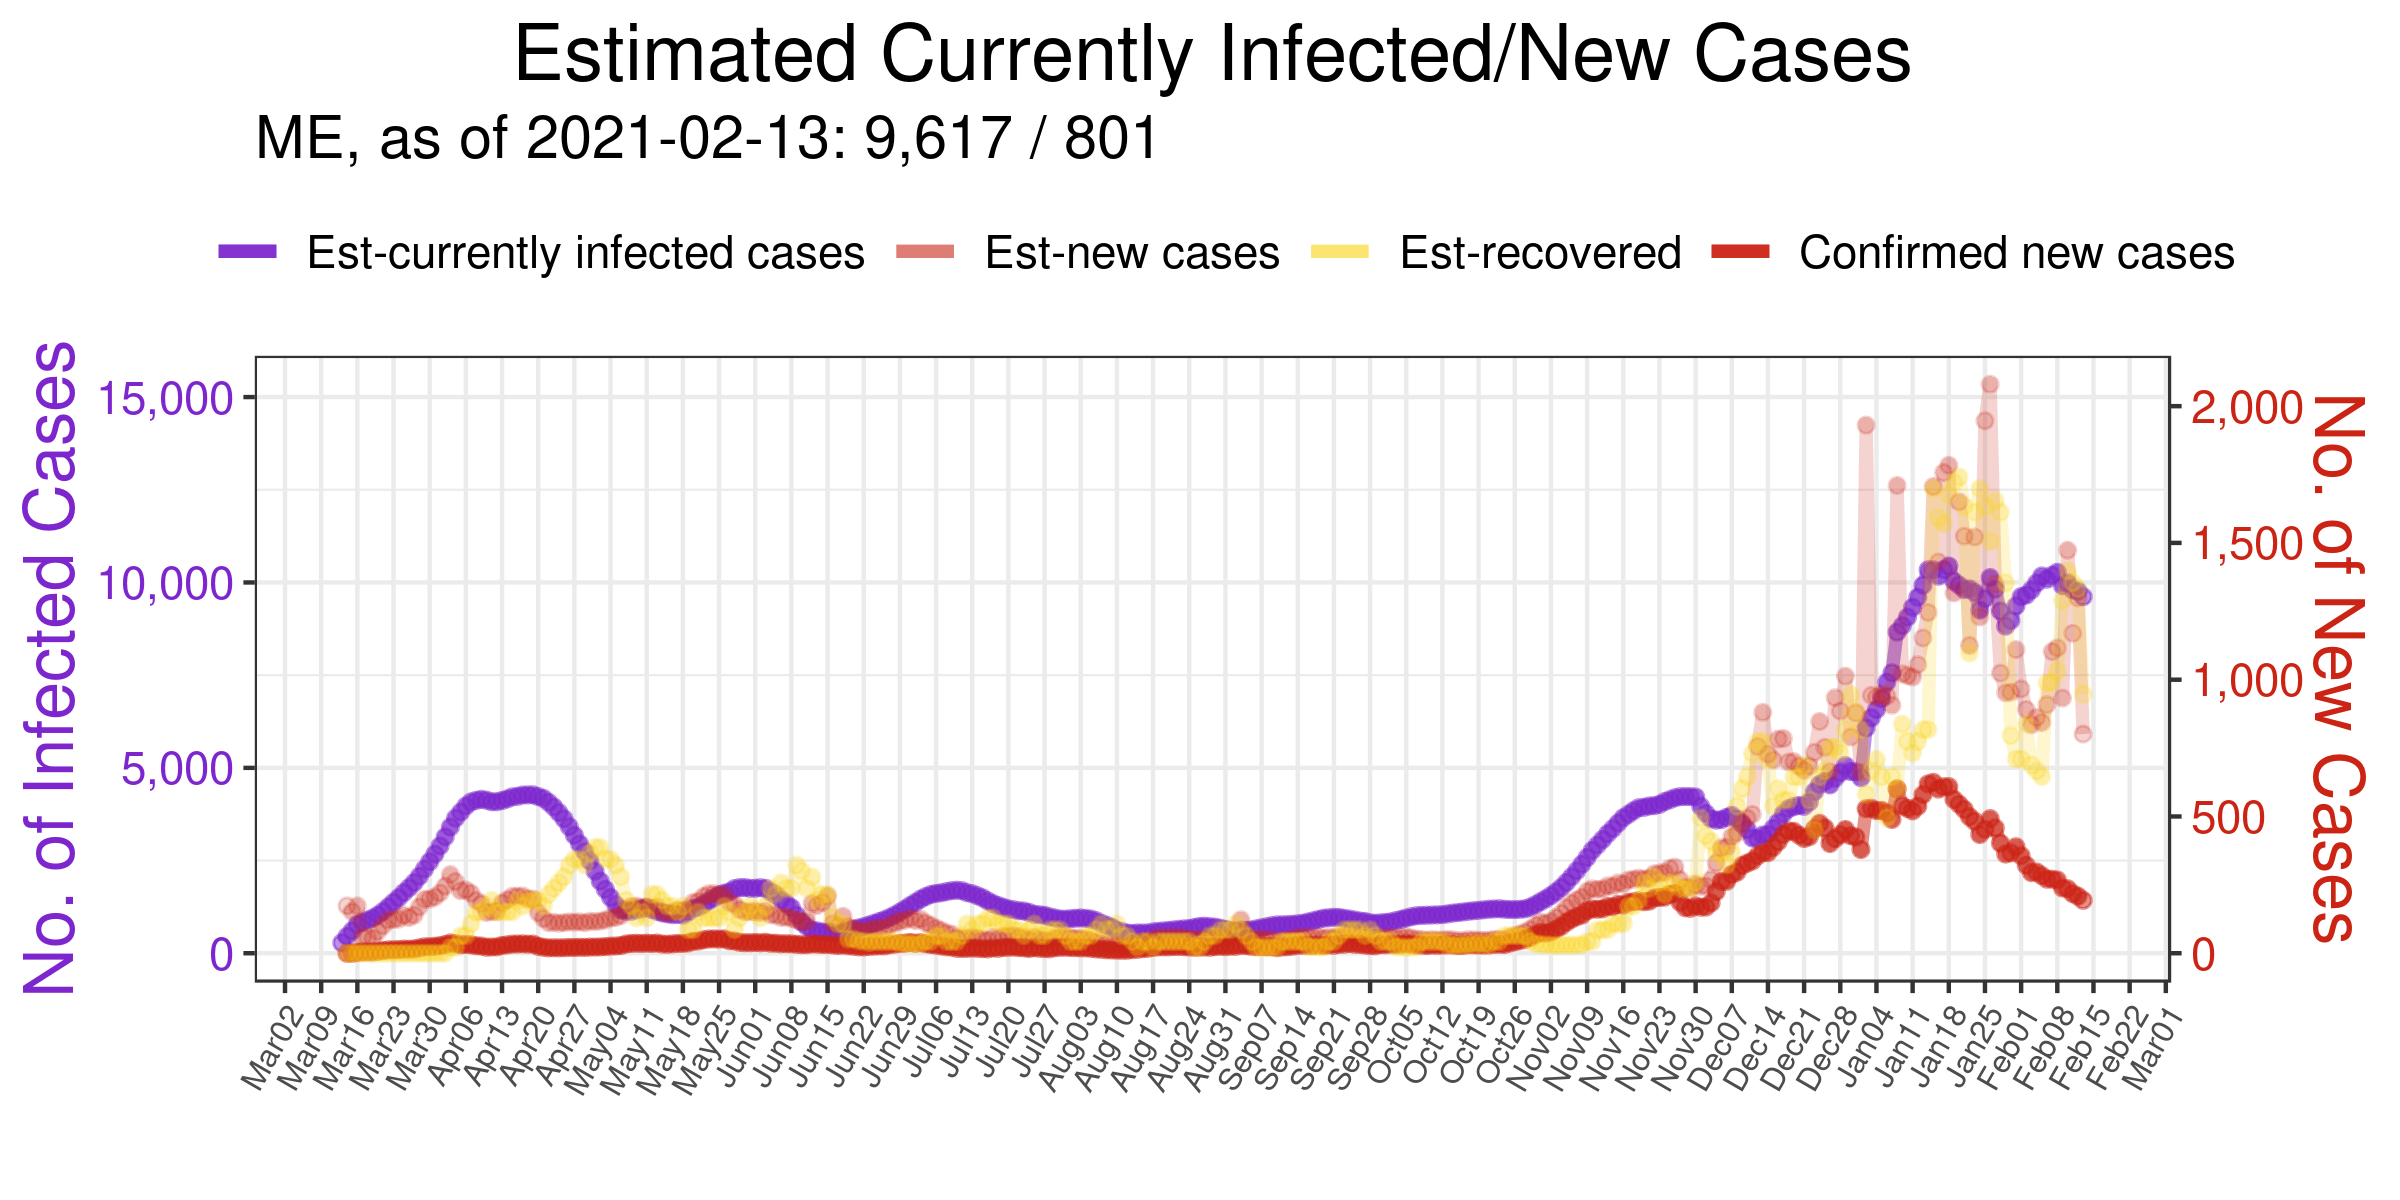 Estimated Currently Infected/New Cases
ME, as of 2021-02-13: 9,617 / 801
Est-currently infected cases Est-new cases Est-recovered Confirmed new cases
No. of Infected Cases
15,000
10,000
5,000
0
2,000
1,500
1,000
500
0
No. of New Cases
Mar02 Mar09 Mar16 Mar23 Mar30 Apr06 Apr13 Apr20 Apr27 May04 May11 May18 May25 Jun01 Jun08 Jun15 Jun22 Jun29 Jul06 Jul13 Jul20 Jul27 Aug03 Aug10 Aug17 Aug24 Aug31 Sep07 Sep14 Sep21 Sep28 Oct05 Oct12 Oct19 Oct26 Nov02 Nov09 Nov16 Nov23 Nov30 Dec07 Dec14 Dec21 Dec28 Jan04 Jan11 Jan18 Jan25 Feb01 Feb08 Feb15 Feb22 Mar01